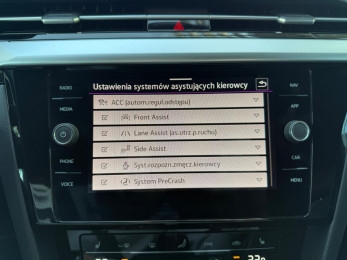 Ustawienia systemów asystujących kierowcy
RADIO
NAV
ACC (autom.regul.odstępu)
MEDIA
APP
Front Assist
Lane Assist (as.utrz.p.ruchu)
Side Assist
PHONE
CAR
Syst.rozpozn.zmęcz.kierowcy
VOICE
MENU
System PreCrash